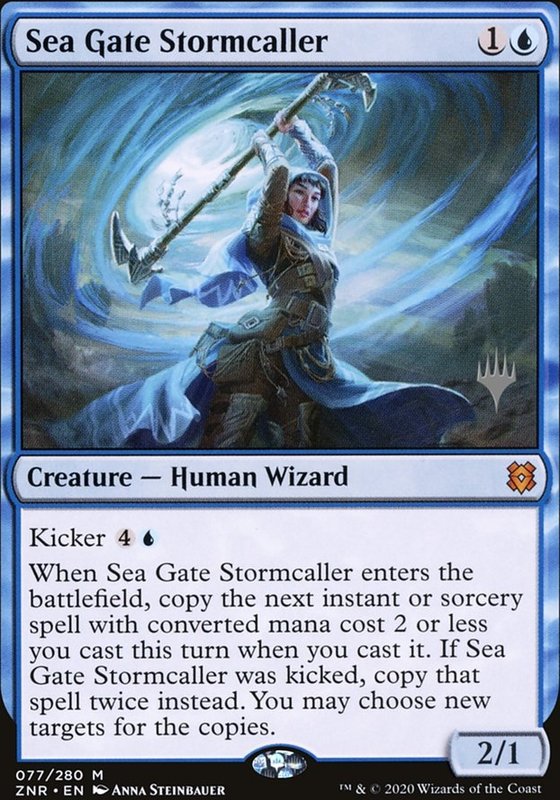 Sea Gate Stormcaller 1
Creature — Human Wizard
Kicker 4
When Sea Gate Stormcaller enters the
battlefield, copy the next instant or sorcery
spell with converted mana cost 2 or less
you cast this turn when you cast it. If Sea
Gate Stormcaller was kicked, copy that
spell twice instead. You may choose new
targets for the copies.
2/1
077/280 M
ZNR • EN Anna Steinbauer
™ & © 2020 Wizards of the Coast